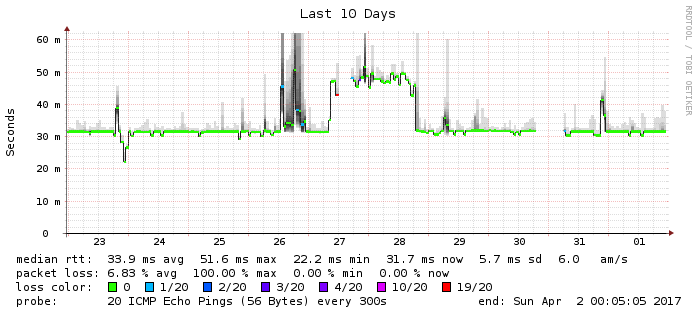 Last 10 Days
RRDTOOL / TOBI OETIKER
Seconds
60 m
50 m
40 m
30 m
20 m
10 m
0
23 24 25 26 27 28 29 30 31 01
median rtt: 33.9 ms avg 51.6 ms max 22.2 ms min 31.7 ms now 5.7 ms sd 6.0 am/s
packet loss: 6.83 % avg 100.00 % max 0.00 % min 0.00 % now
loss color: 0 1/20 2/20 3/20 4/20 10/20 19/20
probe: 20 ICMP Echo Pings (56 Bytes) every 300s end: Sun Apr 2 00:05:05 2017